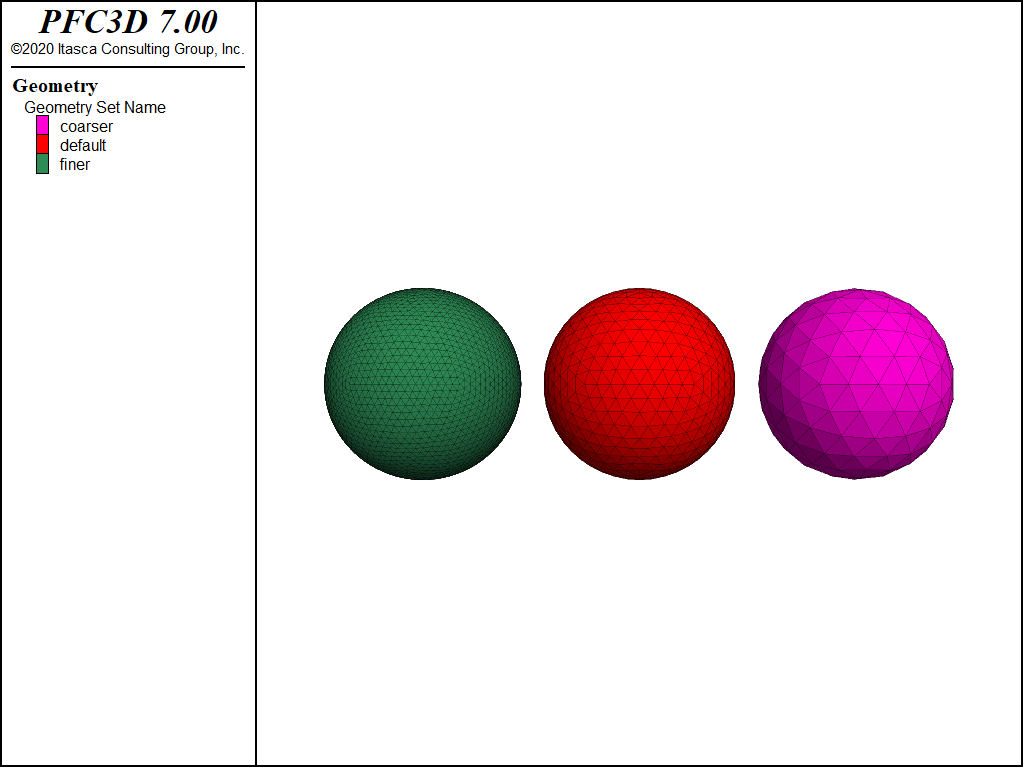 PFC3D 7.00
©2020 Itasca Consulting Group, Inc.
Geometry
Geometry Set Name
coarser
default
finer